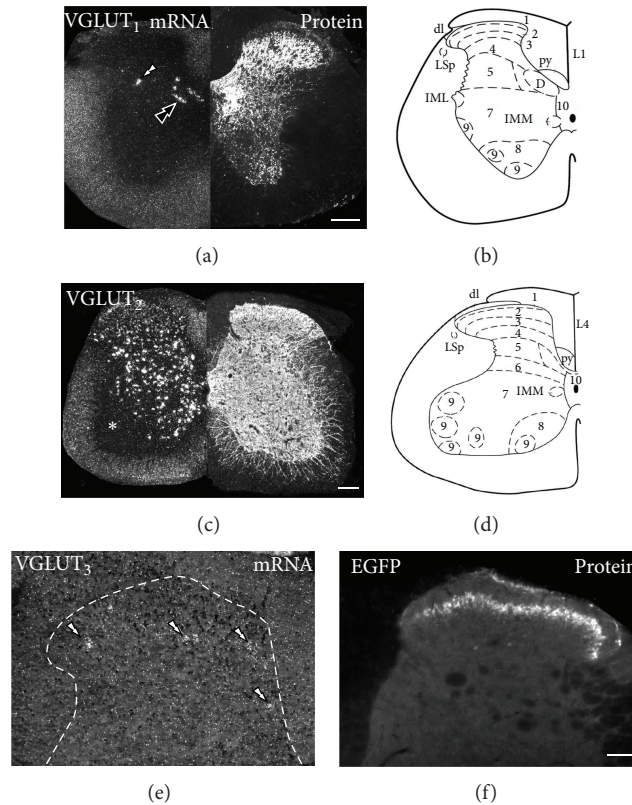 VGLUT1 mRNA Protein
(a)
dl 1
2
3
LSp 4 py L1
5 D
IML
7 IMM 10
9
8
9 9
(b)
VGLUT2
*
(c)
dl 1
2
3
4 L4
LSp 5 py
6 10
7 IMM
9
9 8
9 9 9
(d)
VGLUT3 mRNA
(e)
EGFP Protein
(f)